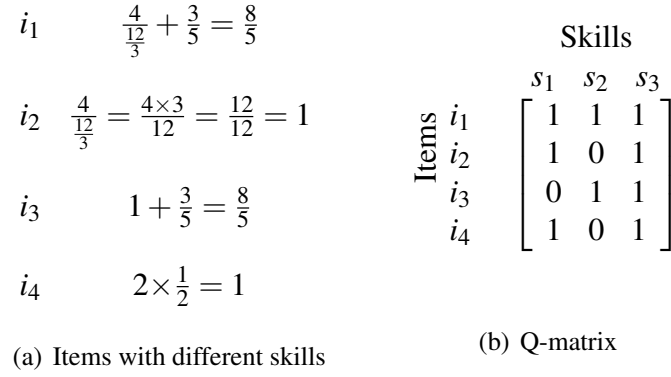 i₁ 4/(12/3) + 3/5 = 8/5
i₂ 4/(12/3) = (4×3)/12 = 12/12 = 1
i₃ 1 + 3/5 = 8/5
i₄ 2 × 1/2 = 1
(a) Items with different skills
Skills
s₁ s₂ s₃
Items
i₁ 1 1 1
i₂ 1 0 1
i₃ 0 1 1
i₄ 1 0 1
(b) Q-matrix